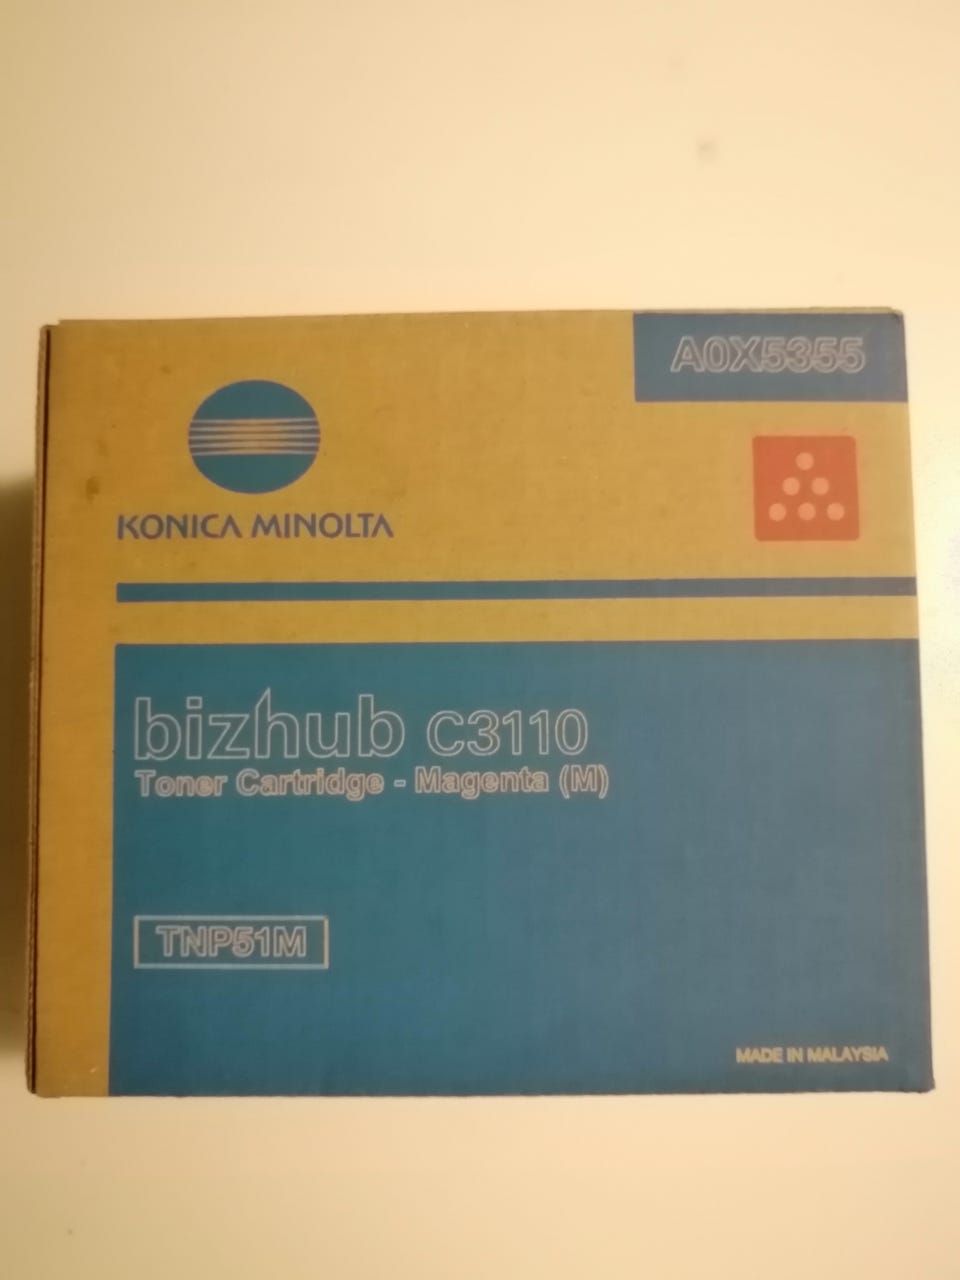 A0X5355
KONICA MINOLTA
bizhub C3110
Toner Cartridge - Magenta (M)
TNP51M
MADE IN MALAYSIA